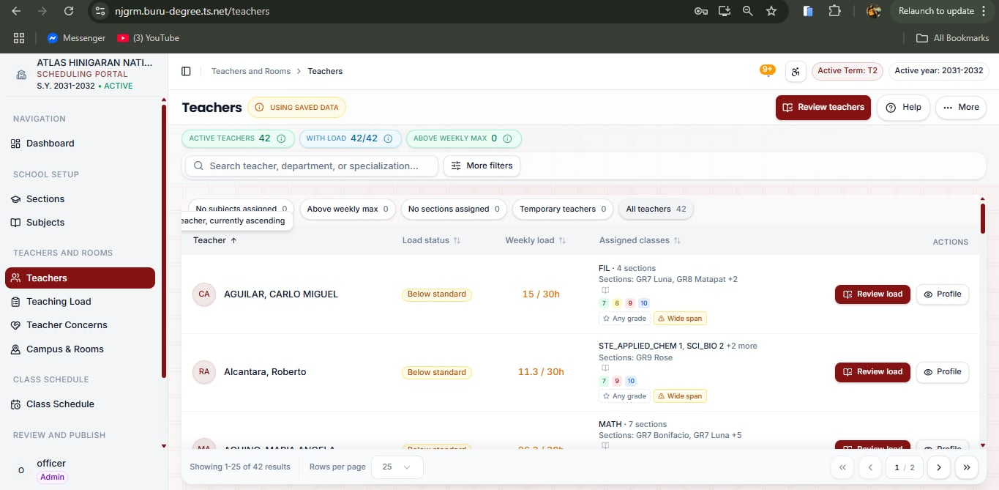 njgrm.buru-degree.ts.net/teachers
Relaunch to update
Messenger
(3) YouTube
All Bookmarks
ATLAS HINIGARAN NATI...
SCHEDULING PORTAL
S.Y. 2031-2032 • ACTIVE
NAVIGATION
Dashboard
SCHOOL SETUP
Sections
Subjects
TEACHERS AND ROOMS
Teachers
Teaching Load
Teacher Concerns
Campus & Rooms
CLASS SCHEDULE
Class Schedule
REVIEW AND PUBLISH
O officer
Admin
Teachers and Rooms > Teachers
9+
Active Term: T2
Active year: 2031-2032
Teachers
USING SAVED DATA
Review teachers
Help
More
ACTIVE TEACHERS 42
WITH LOAD 42/42
ABOVE WEEKLY MAX 0
Search teacher, department, or specialization...
More filters
No subjects assigned 0
Above weekly max 0
No sections assigned 0
Temporary teachers 0
All teachers 42
eacher, currently ascending
Teacher
Load status
Weekly load
Assigned classes
ACTIONS
CA
AGUILAR, CARLO MIGUEL
Below standard
15 / 30h
FIL · 4 sections
Sections: GR7 Luna, GR8 Matapat +2
7 8 9 10
Any grade
Wide span
Review load
Profile
RA
Alcantara, Roberto
Below standard
11.3 / 30h
STE_APPLIED_CHEM 1, SCI_BIO 2 +2 more
Sections: GR9 Rose
7 9 10
Any grade
Wide span
Review load
Profile
MA
AQUINO, MARIA ANGELA
Below standard
26.3 / 30h
MATH · 7 sections
Sections: GR7 Bonifacio, GR7 Luna +5
Review load
Profile
Showing 1-25 of 42 results
Rows per page
25
1 / 2